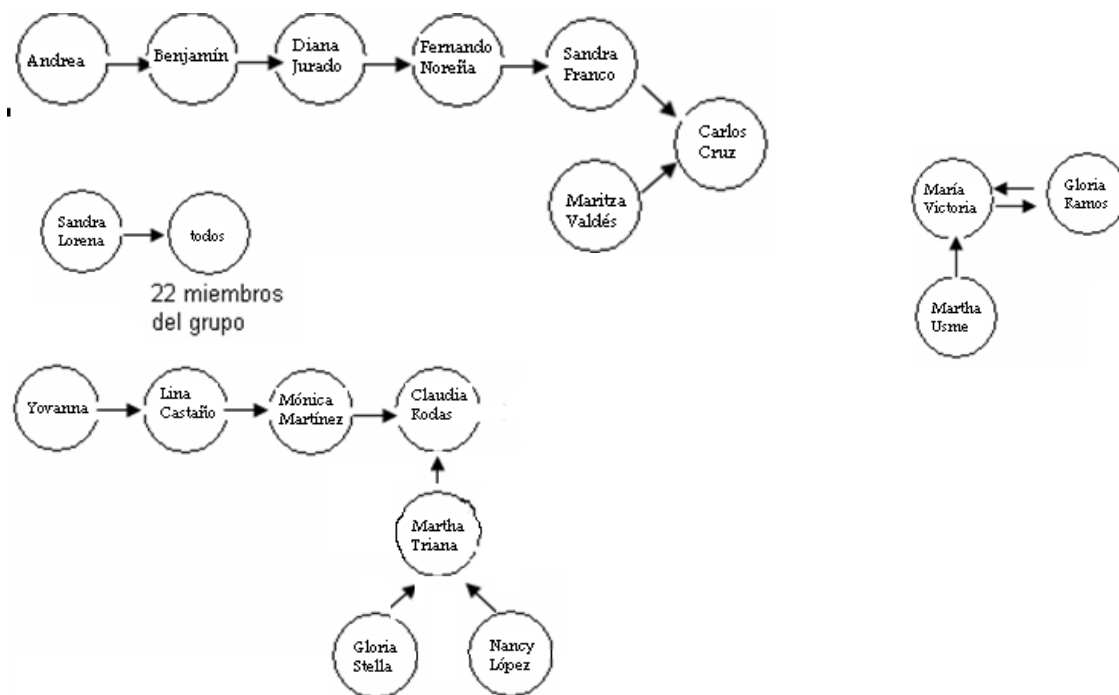 Andrea
Benjamín
Diana
Jurado
Fernando
Noreña
Sandra
Franco
Carlos
Cruz
Maritza
Valdés
María
Victoria
Gloria
Ramos
Martha
Usme
Sandra
Lorena
todos
22 miembros
del grupo
Yovanna
Lina
Castaño
Mónica
Martínez
Claudia
Rodas
Martha
Triana
Gloria
Stella
Nancy
López